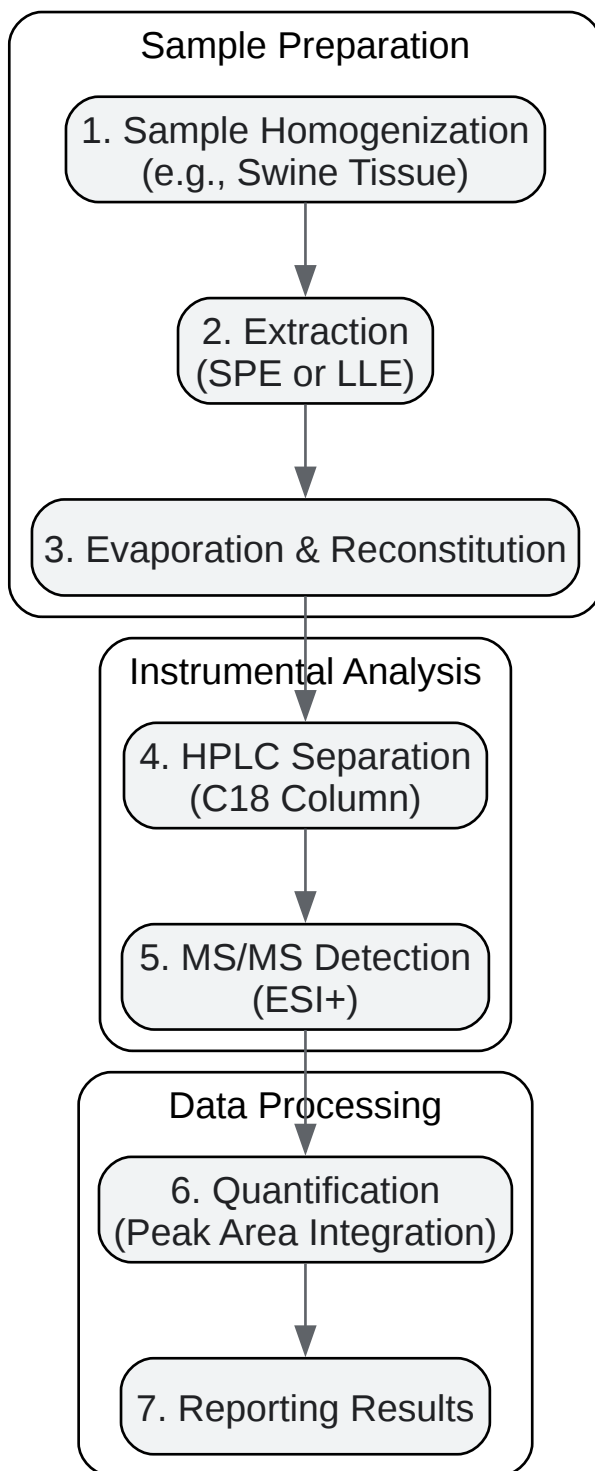 Sample Preparation
1. Sample Homogenization
(e.g., Swine Tissue)
2. Extraction
(SPE or LLE)
3. Evaporation & Reconstitution
Instrumental Analysis
4. HPLC Separation
(C18 Column)
5. MS/MS Detection
(ESI+)
Data Processing
6. Quantification
(Peak Area Integration)
7. Reporting Results